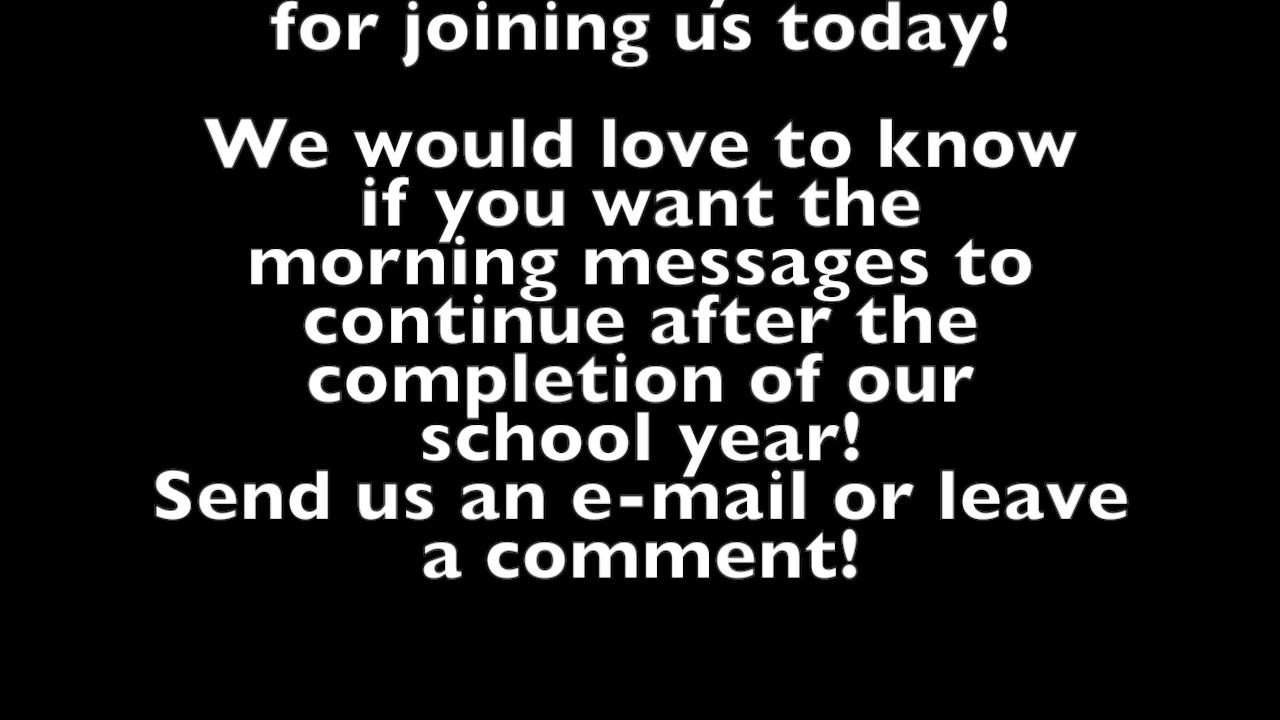 for joining us today!
We would love to know
if you want the
morning messages to
continue after the
completion of our
school year!
Send us an e-mail or leave
a comment!